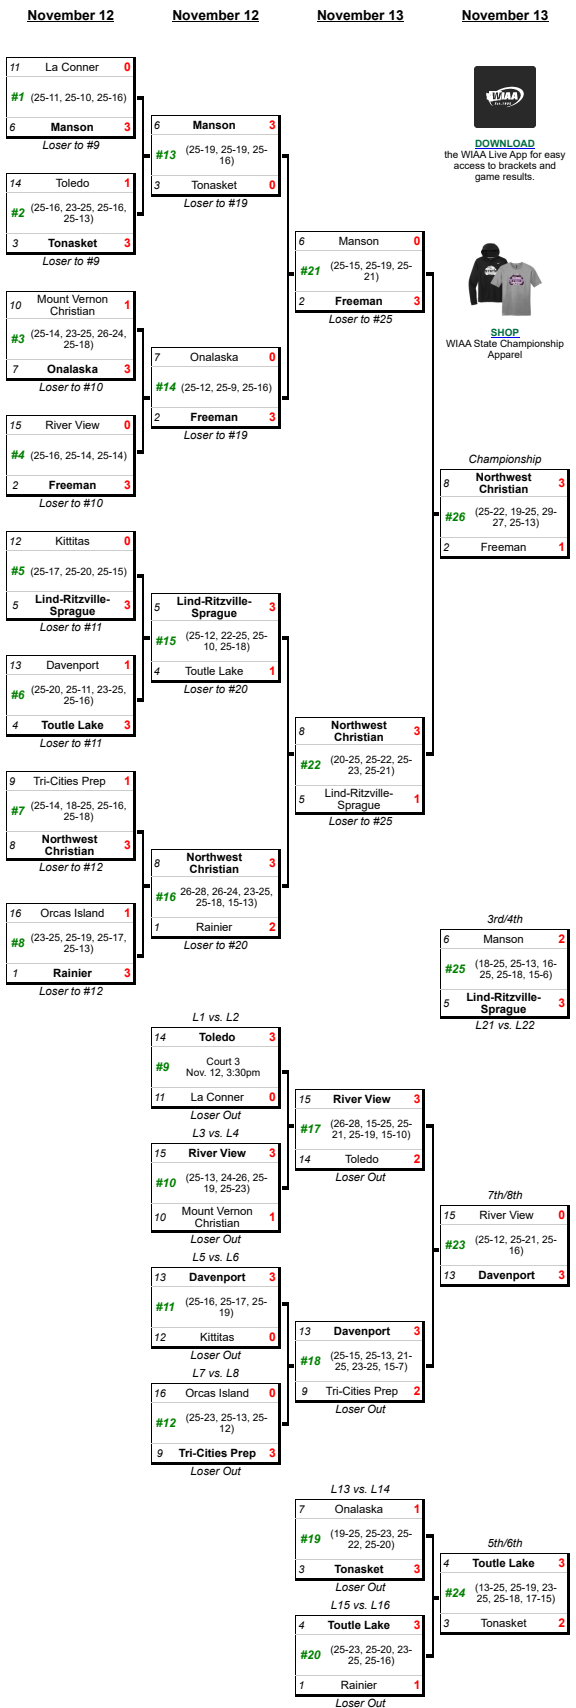 November 12 November 12 November 13 November 13
11 La Conner 0
#1 (25-11, 25-10, 25-16)
6 Manson 3
Loser to #9
14 Toledo 1
#2 (25-16, 23-25, 25-16,
25-13)
3 Tonasket 3
Loser to #9
10 Mount Vernon
Christian 1
#3 (25-14, 23-25, 26-24,
25-18)
7 Onalaska 3
Loser to #10
15 River View 0
#4 (25-16, 25-14, 25-14)
2 Freeman 3
Loser to #10
12 Kittitas 0
#5 (25-17, 25-20, 25-15)
5 Lind-Ritzville-
Sprague 3
Loser to #11
13 Davenport 1
#6 (25-20, 25-11, 23-25,
25-16)
4 Toutle Lake 3
Loser to #11
9 Tri-Cities Prep 1
#7 (25-14, 18-25, 25-16,
25-18)
8 Northwest
Christian 3
Loser to #12
16 Orcas Island 1
#8 (23-25, 25-19, 25-17,
25-13)
1 Rainier 3
Loser to #12
6 Manson 3
#13 (25-19, 25-19, 25-
16)
3 Tonasket 0
Loser to #19
7 Onalaska 0
#14 (25-12, 25-9, 25-16)
2 Freeman 3
Loser to #19
5 Lind-Ritzville-
Sprague 3
#15 (25-12, 22-25, 25-
10, 25-18)
4 Toutle Lake 1
Loser to #20
8 Northwest
Christian 3
#16 26-28, 26-24, 23-25,
25-18, 15-13)
1 Rainier 2
Loser to #20
L1 vs. L2
14 Toledo 3
#9 Court 3
Nov. 12, 3:30pm
11 La Conner 0
Loser Out
L3 vs. L4
15 River View 3
#10 (25-13, 24-26, 25-
19, 25-23)
10 Mount Vernon
Christian 1
Loser Out
L5 vs. L6
13 Davenport 3
#11 (25-16, 25-17, 25-
19)
12 Kittitas 0
Loser Out
L7 vs. L8
16 Orcas Island 0
#12 (25-23, 25-13, 25-
12)
9 Tri-Cities Prep 3
Loser Out
6 Manson 0
#21 (25-15, 25-19, 25-
21)
2 Freeman 3
Loser to #25
8 Northwest
Christian 3
#22 (20-25, 25-22, 25-
23, 25-21)
5 Lind-Ritzville-
Sprague 1
Loser to #25
15 River View 3
#17 (26-28, 15-25, 25-
21, 25-19, 15-10)
14 Toledo 2
Loser Out
13 Davenport 3
#18 (25-15, 25-13, 21-
25, 23-25, 15-7)
9 Tri-Cities Prep 2
Loser Out
L13 vs. L14
7 Onalaska 1
#19 (19-25, 25-23, 25-
22, 25-20)
3 Tonasket 3
Loser Out
L15 vs. L16
4 Toutle Lake 3
#20 (25-23, 25-20, 23-
25, 25-16)
1 Rainier 1
Loser Out
WIAA
DOWNLOAD
the WIAA Live App for easy
access to brackets and
game results.
SHOP
WIAA State Championship
Apparel
Championship
8 Northwest
Christian 3
#26 (25-22, 19-25, 29-
27, 25-13)
2 Freeman 1
3rd/4th
6 Manson 2
#25 (18-25, 25-13, 16-
25, 25-18, 15-6)
5 Lind-Ritzville-
Sprague 3
L21 vs. L22
7th/8th
15 River View 0
#23 (25-12, 25-21, 25-
16)
13 Davenport 3
5th/6th
4 Toutle Lake 3
#24 (13-25, 25-19, 23-
25, 25-18, 17-15)
3 Tonasket 2